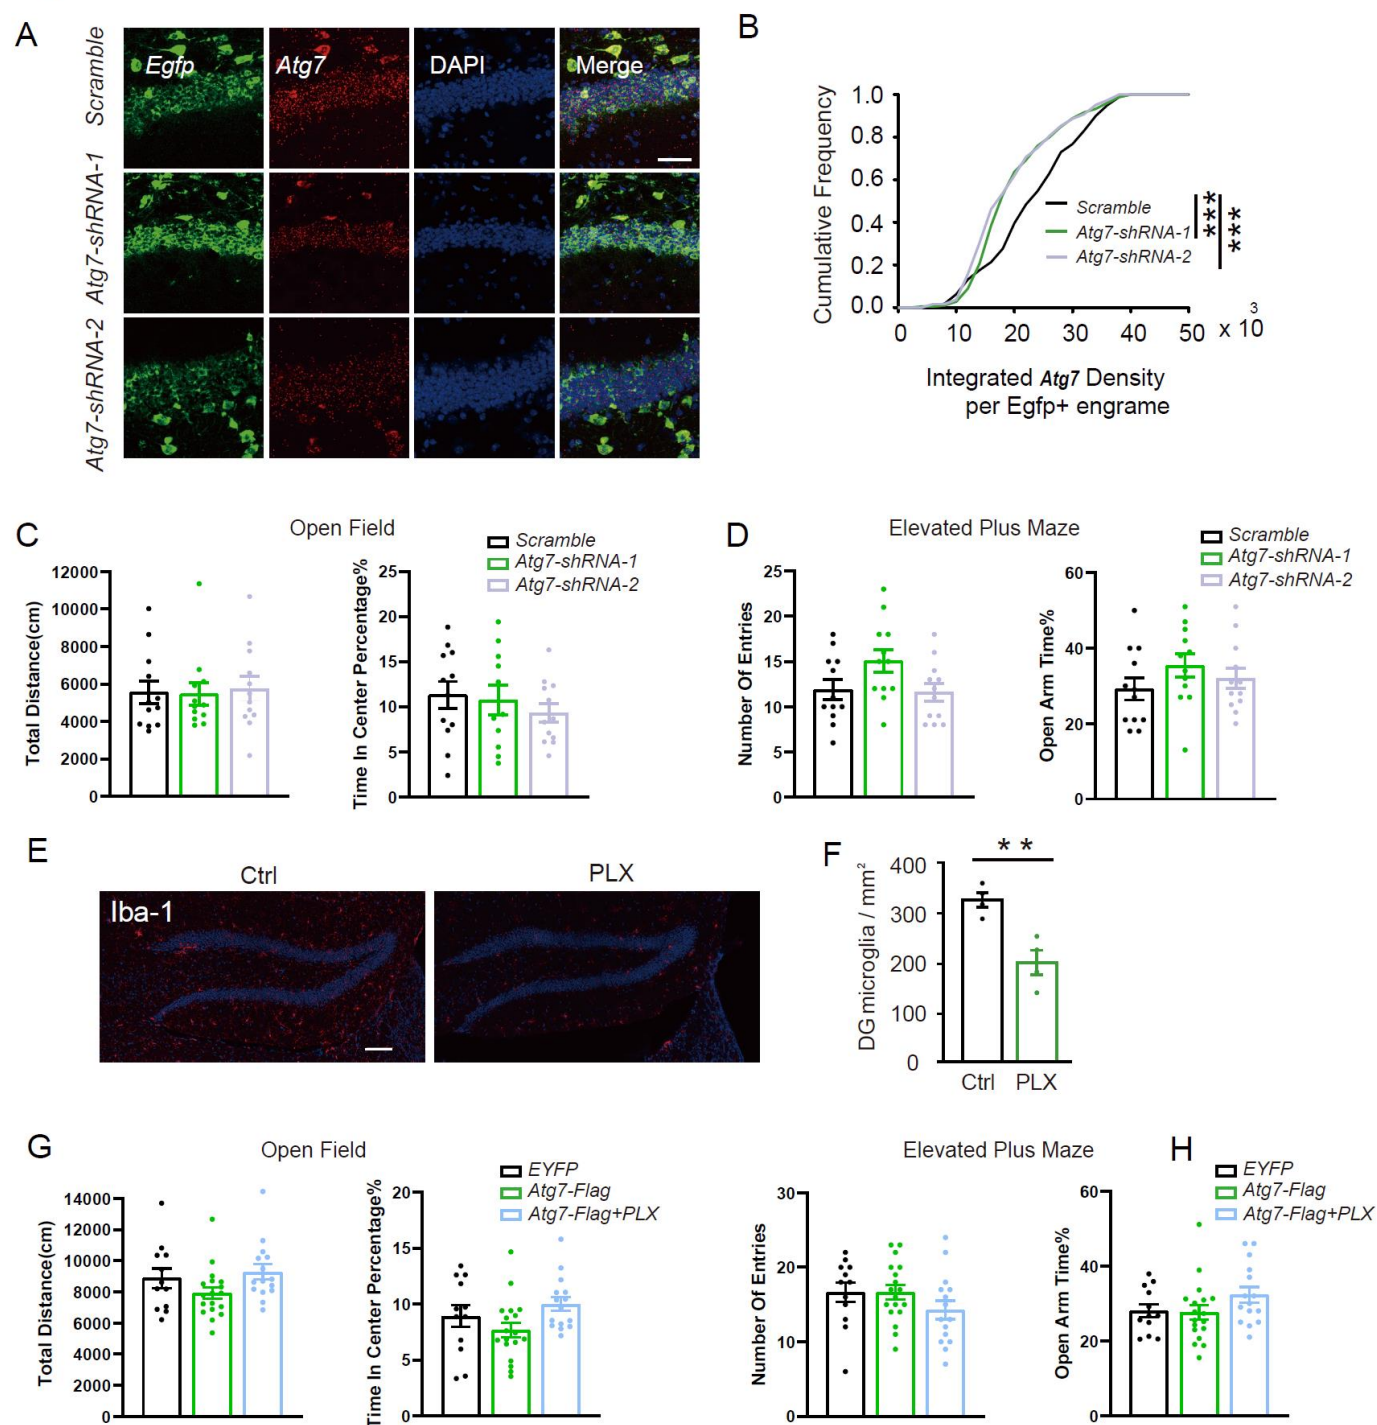 A
Scramble
Atg7-shRNA-1
Atg7-shRNA-2
Egfp
Atg7
DAPI
Merge
B
Cumulative Frequency
1.0
0.8
0.6
0.4
0.2
0.0
0 10 20 30 40 50 x 10³
Scramble
Atg7-shRNA-1
Atg7-shRNA-2
***
***
Integrated Atg7 Density
per Egfp+ engrame
C
Open Field
Scramble
Atg7-shRNA-1
Atg7-shRNA-2
Total Distance(cm)
12000
10000
8000
6000
4000
2000
0
Time In Center Percentage%
25
20
15
10
5
0
D
Elevated Plus Maze
Scramble
Atg7-shRNA-1
Atg7-shRNA-2
Number Of Entries
25
20
15
10
5
0
Open Arm Time%
60
40
20
0
E
Ctrl
PLX
Iba-1
F
**
DG microglia / mm²
400
300
200
100
0
Ctrl PLX
G
Open Field
EYFP
Atg7-Flag
Atg7-Flag+PLX
Total Distance(cm)
14000
12000
10000
8000
6000
4000
2000
0
Time In Center Percentage%
20
15
10
5
0
Elevated Plus Maze
H
EYFP
Atg7-Flag
Atg7-Flag+PLX
Number Of Entries
30
20
10
0
Open Arm Time%
60
40
20
0